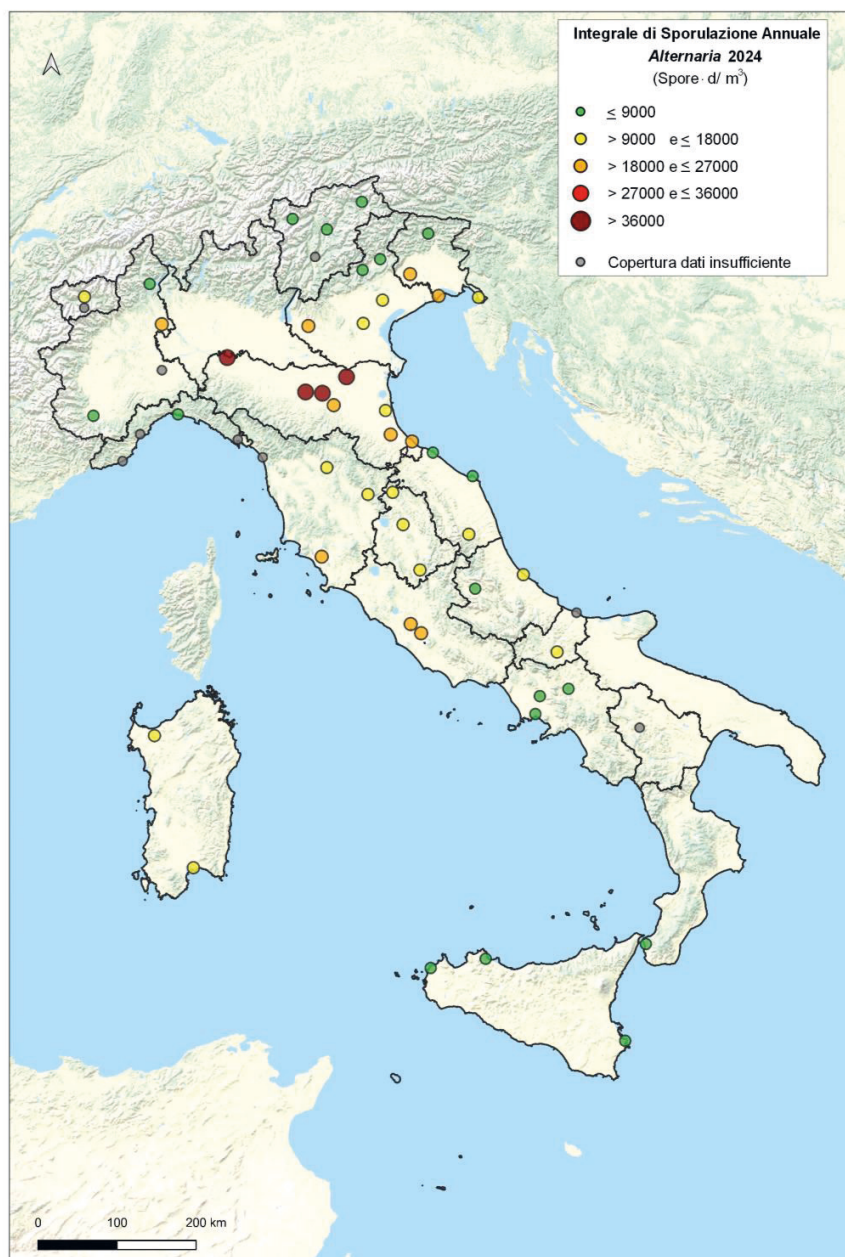 Integrale di Sporulazione Annuale
Alternaria 2024
(Spore · d/ m³)
≤ 9000
> 9000 e ≤ 18000
> 18000 e ≤ 27000
> 27000 e ≤ 36000
> 36000
Copertura dati insufficiente
0 100 200 km